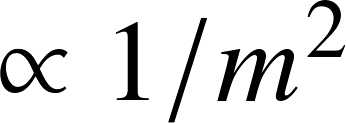 ∝ 1/m²